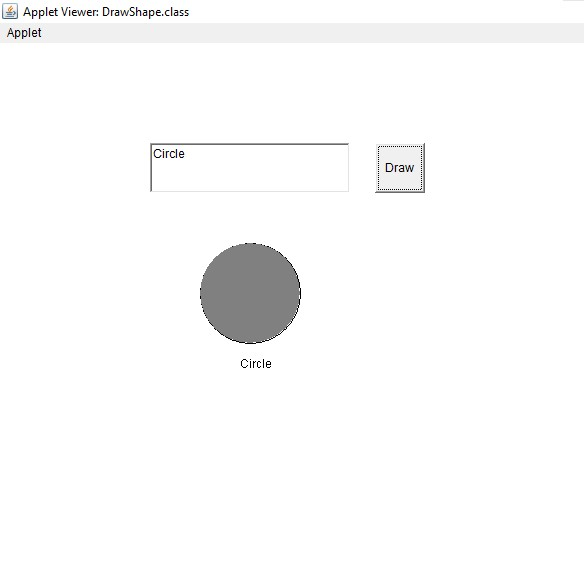 Applet Viewer: DrawShape.class
Applet
Circle
Draw
Circle